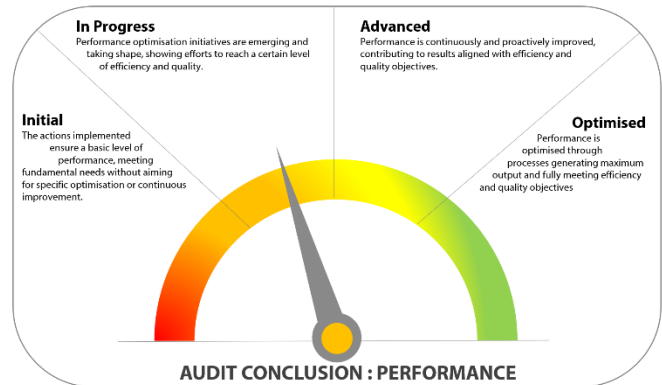 In Progress
Performance optimisation initiatives are emerging and
taking shape, showing efforts to reach a certain level
of efficiency and quality.
Advanced
Performance is continuously and proactively improved,
contributing to results aligned with efficiency and
quality objectives.
Initial
The actions implemented
ensure a basic level of
performance, meeting
fundamental needs without aiming
for specific optimisation or continuous
improvement.
Optimised
Performance is
optimised through
processes generating maximum
output and fully meeting efficiency
and quality objectives
AUDIT CONCLUSION : PERFORMANCE